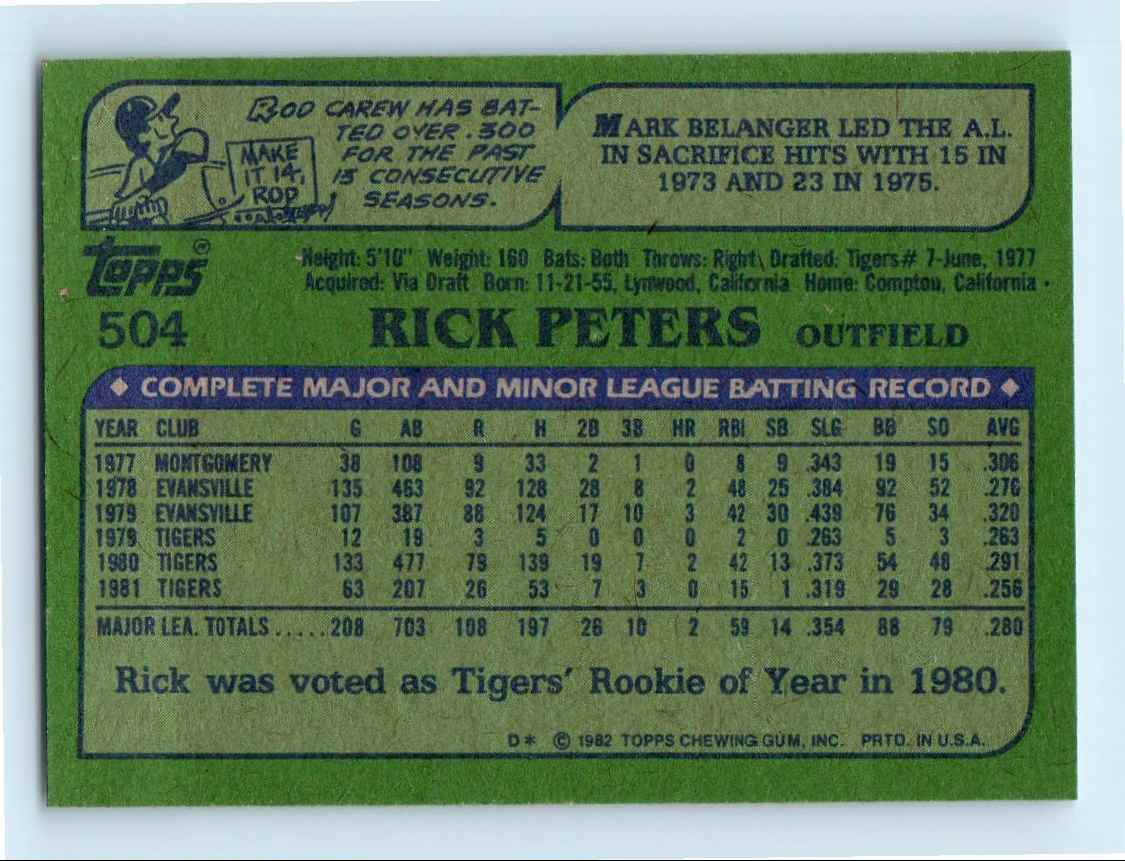 ROD CAREW HAS BAT-
TED OVER .300
FOR THE PAST
13 CONSECUTIVE
SEASONS.
MAKE
IT 14,
ROD
MARK BELANGER LED THE A.L.
IN SACRIFICE HITS WITH 15 IN
1973 AND 23 IN 1975.
Topps®
Height: 5'10" Weight: 160 Bats: Both Throws: Right Drafted: Tigers# 7-June, 1977
Acquired: Via Draft Born: 11-21-55, Lynwood, California Home: Compton, California
504 RICK PETERS OUTFIELD
◆ COMPLETE MAJOR AND MINOR LEAGUE BATTING RECORD ◆
YEAR CLUB G AB R H 2B 3B HR RBI SB SLG BB SO AVG
1977 MONTGOMERY 38 108 9 33 2 1 0 8 9 .343 19 15 .306
1978 EVANSVILLE 135 463 92 128 28 8 2 48 25 .384 92 52 .276
1979 EVANSVILLE 107 387 88 124 17 10 3 42 30 .439 76 34 .320
1979 TIGERS 12 19 3 5 0 0 0 2 0 .263 5 3 .263
1980 TIGERS 133 477 79 139 19 7 2 42 13 .373 54 48 .291
1981 TIGERS 63 207 26 53 7 3 0 15 1 .319 29 28 .256
MAJOR LEA. TOTALS.....208 703 108 197 26 10 2 59 14 .354 88 79 .280
Rick was voted as Tigers' Rookie of Year in 1980.
D* © 1982 TOPPS CHEWING GUM, INC. PRTD. IN U.S.A.